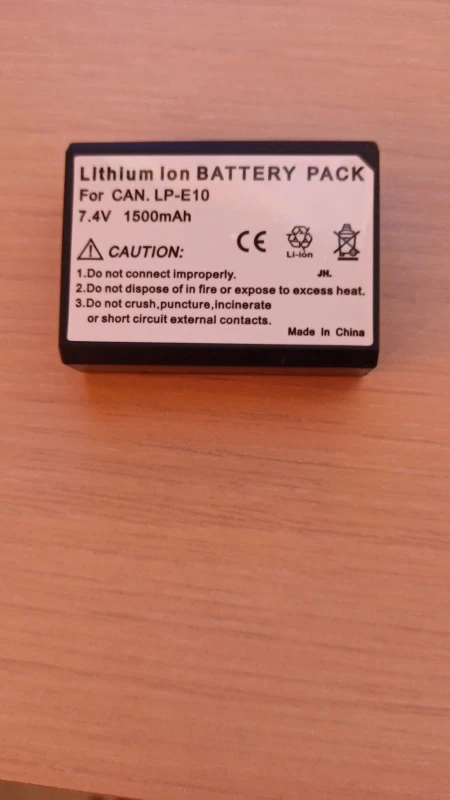 Lithium Ion BATTERY PACK
For CAN. LP-E10
7.4V 1500mAh
CAUTION:
CE
Li-ion
1.Do not connect improperly.
JH.
2.Do not dispose of in fire or expose to excess heat.
3.Do not crush,puncture,incinerate
or short circuit external contacts.
Made In China